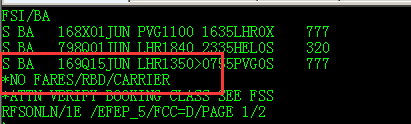 FSI/BA
S BA   168X01JUN PVG1100 1635LHR0X    777
S BA   798Q01JUN LHR1840 2335HEL0S    320
S BA   169Q15JUN LHR1350>0755PVG0S    777
*NO FARES/RBD/CARRIER
*ATTN VERIFY BOOKING CLASS SEE FSS
RFSONLN/1E /EFEP_5/FCC=D/PAGE 1/2